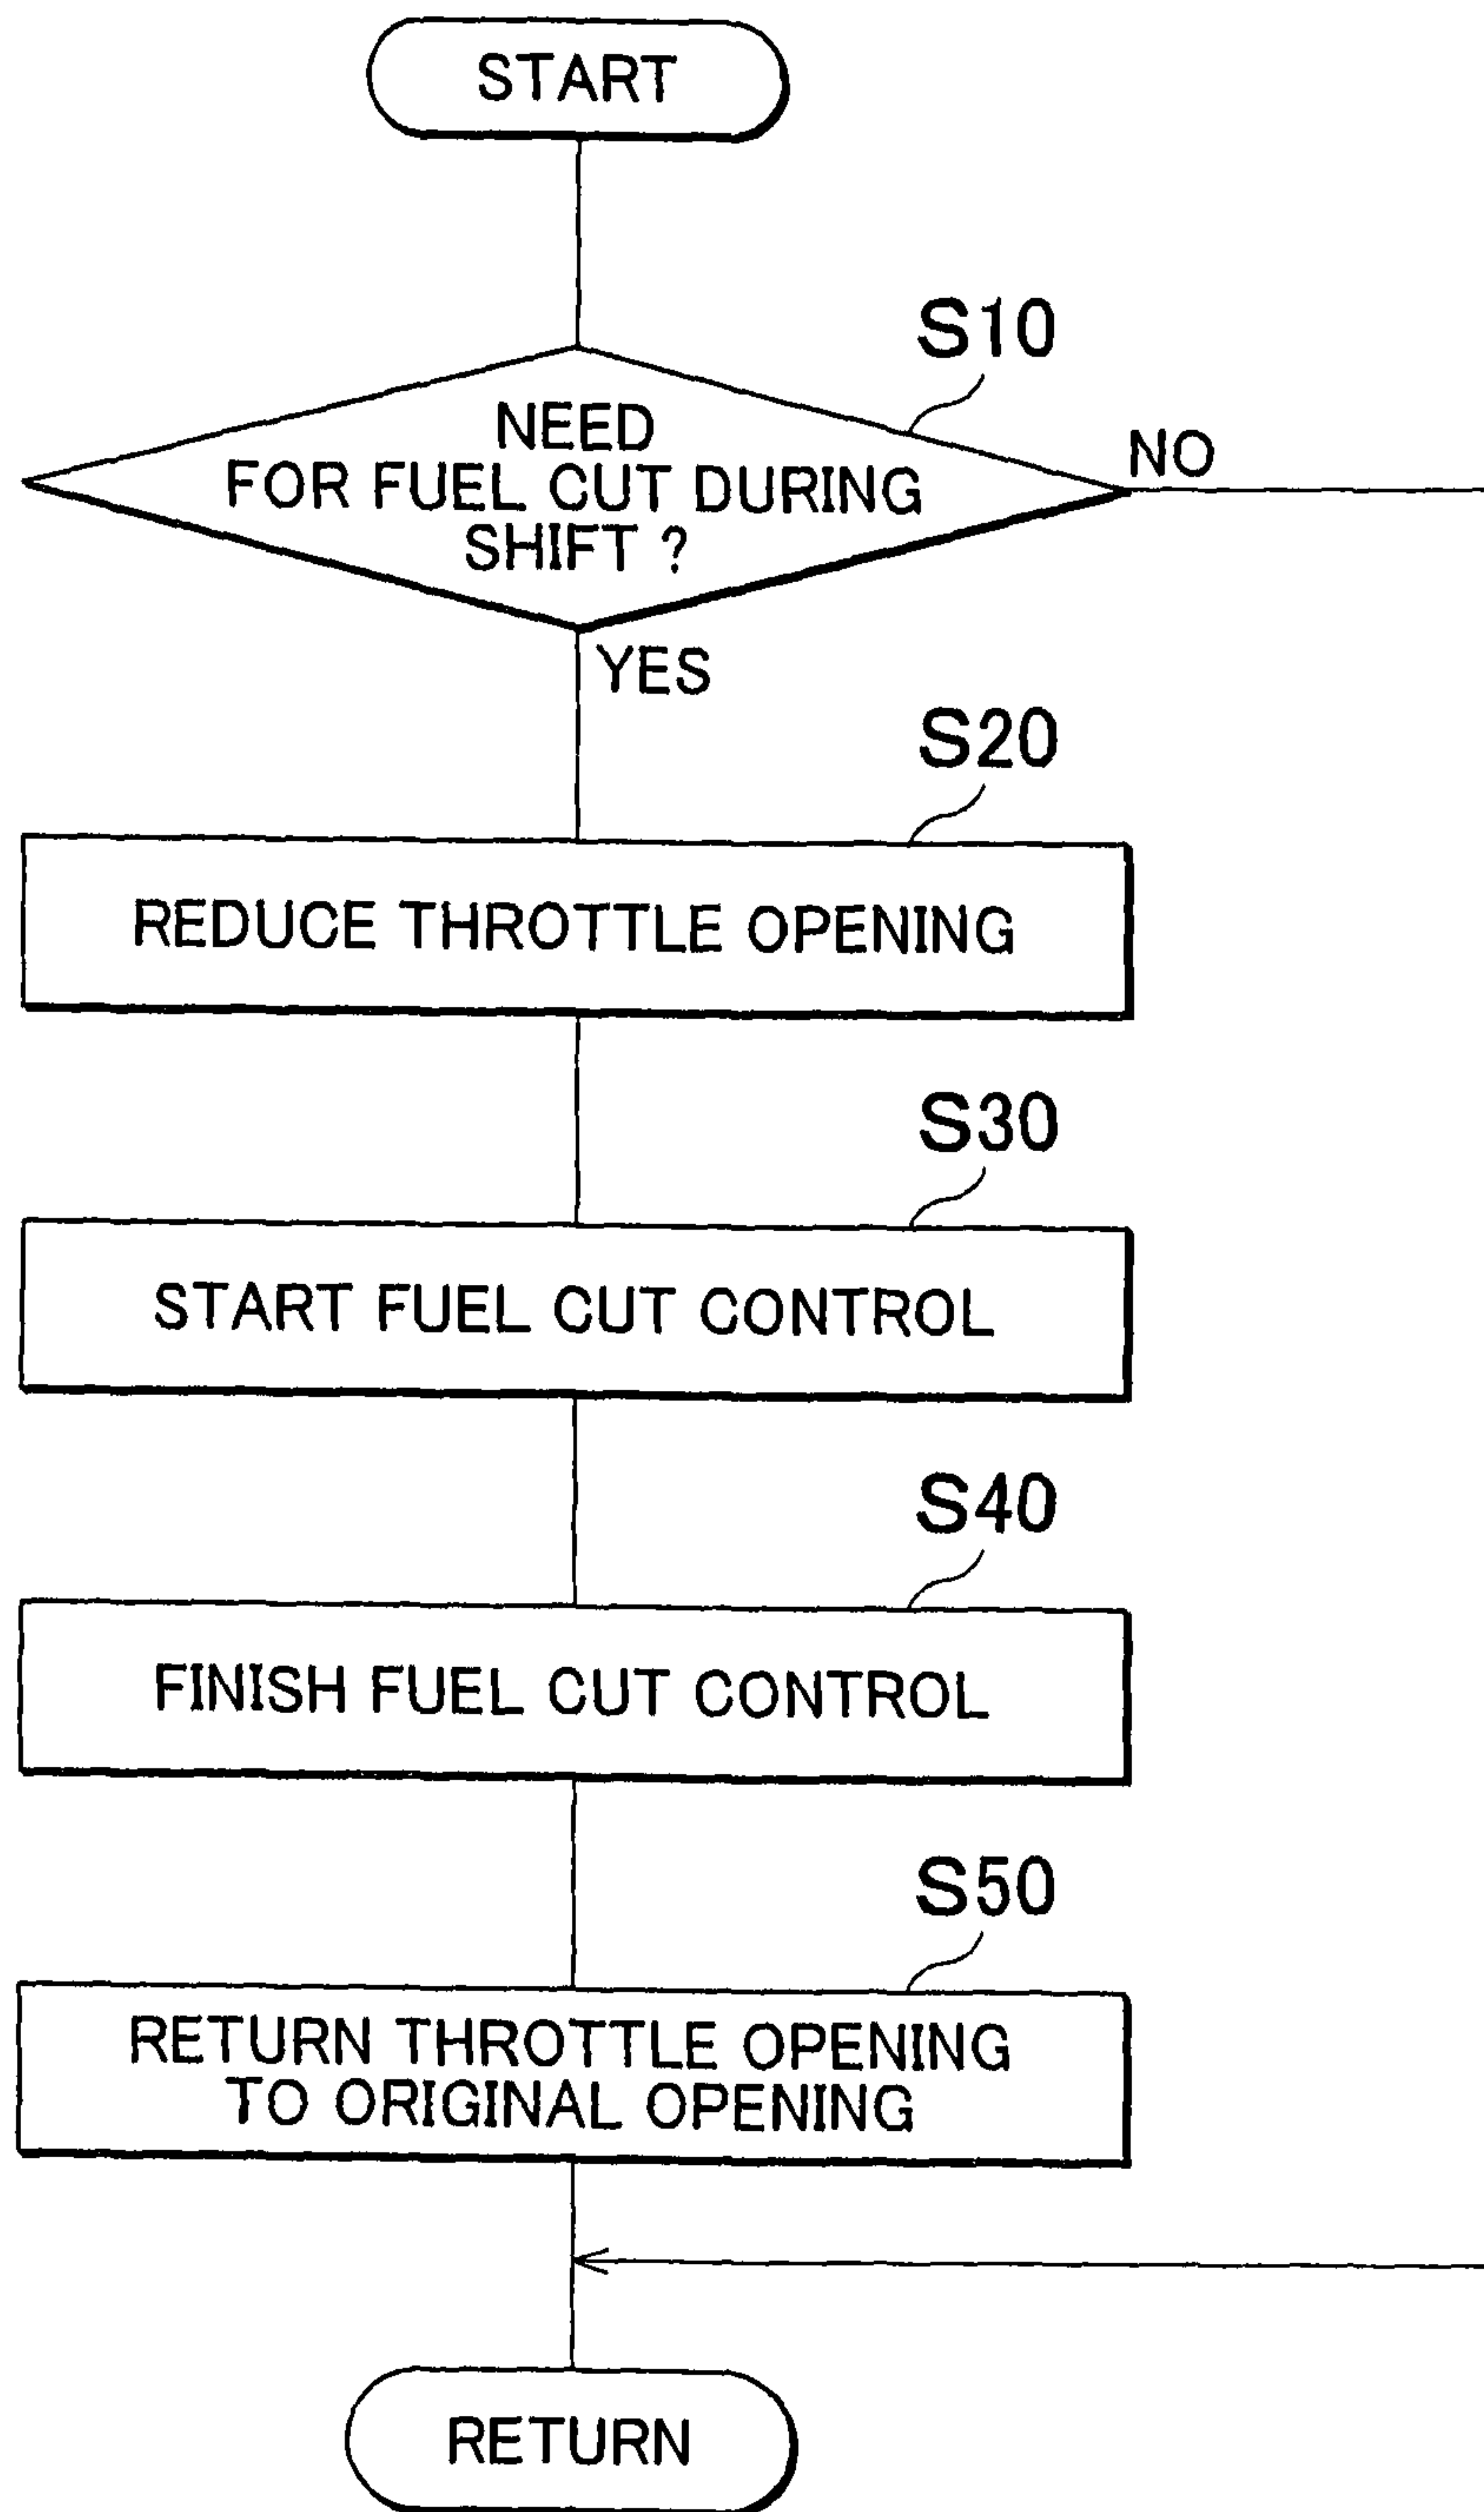 START
S10
NEED
FOR FUEL CUT DURING
SHIFT ?
NO
YES
S20
REDUCE THROTTLE OPENING
S30
START FUEL CUT CONTROL
S40
FINISH FUEL CUT CONTROL
S50
RETURN THROTTLE OPENING
TO ORIGINAL OPENING
RETURN